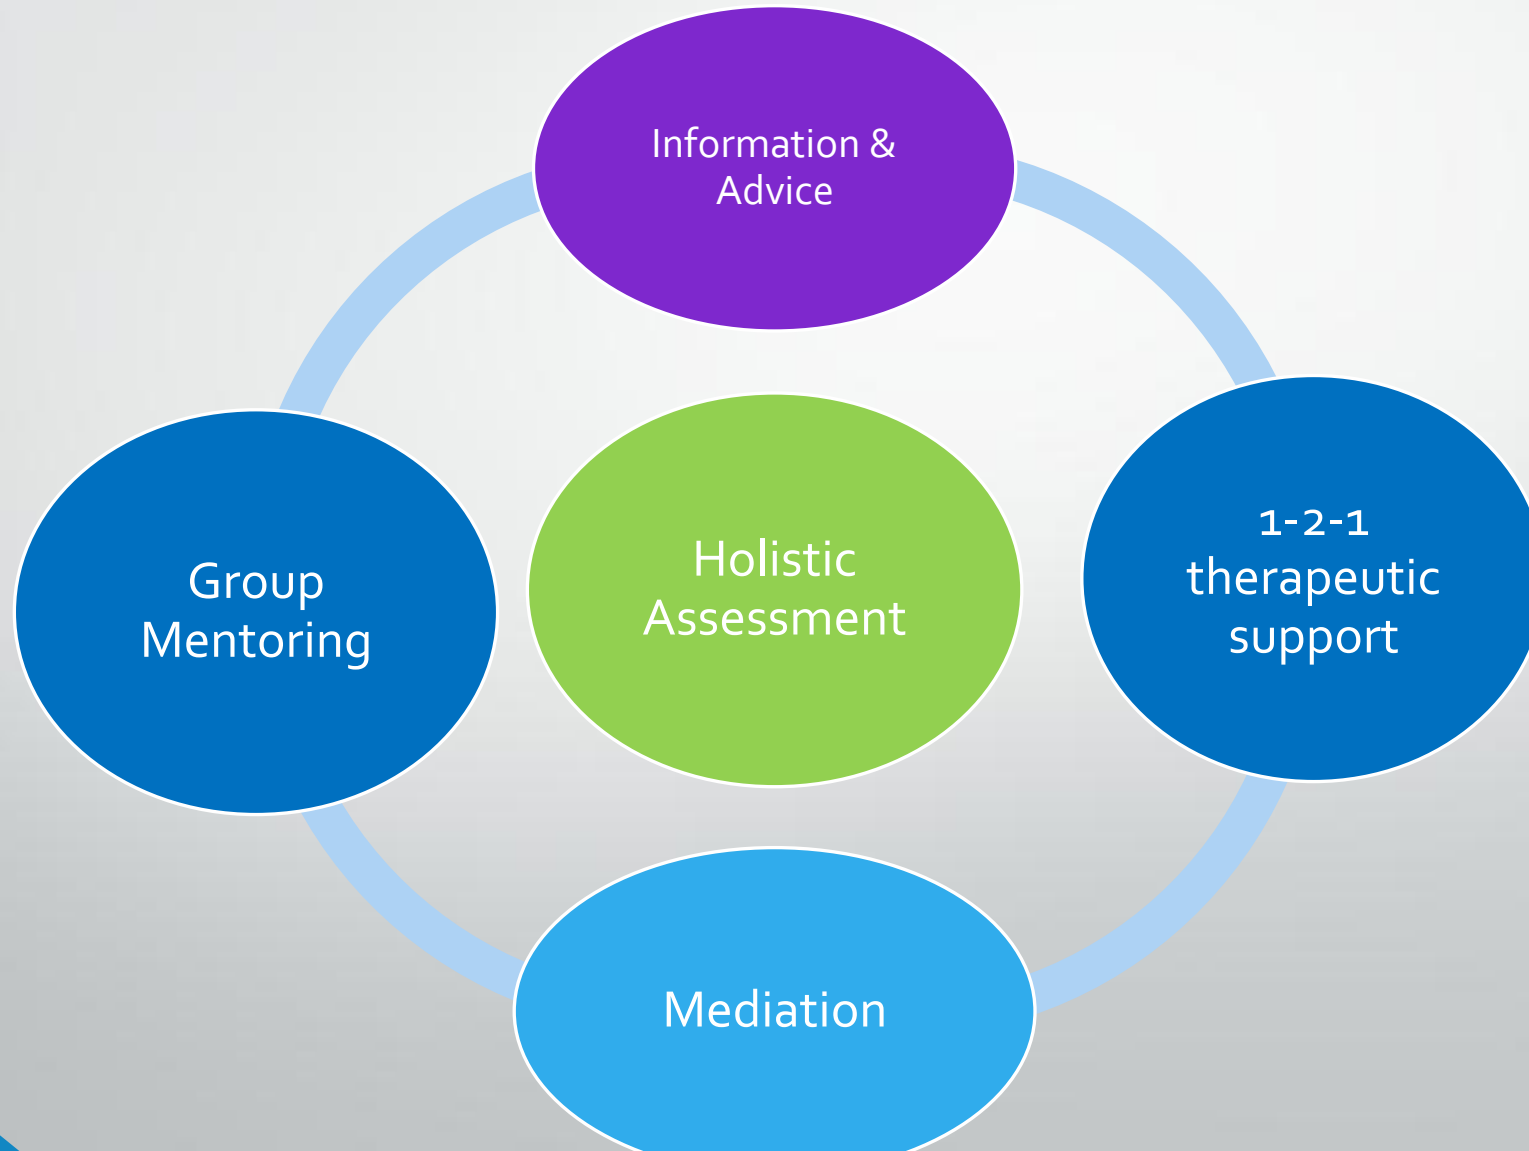 Information &
Advice
1-2-1
therapeutic
support
Holistic
Assessment
Group
Mentoring
Mediation